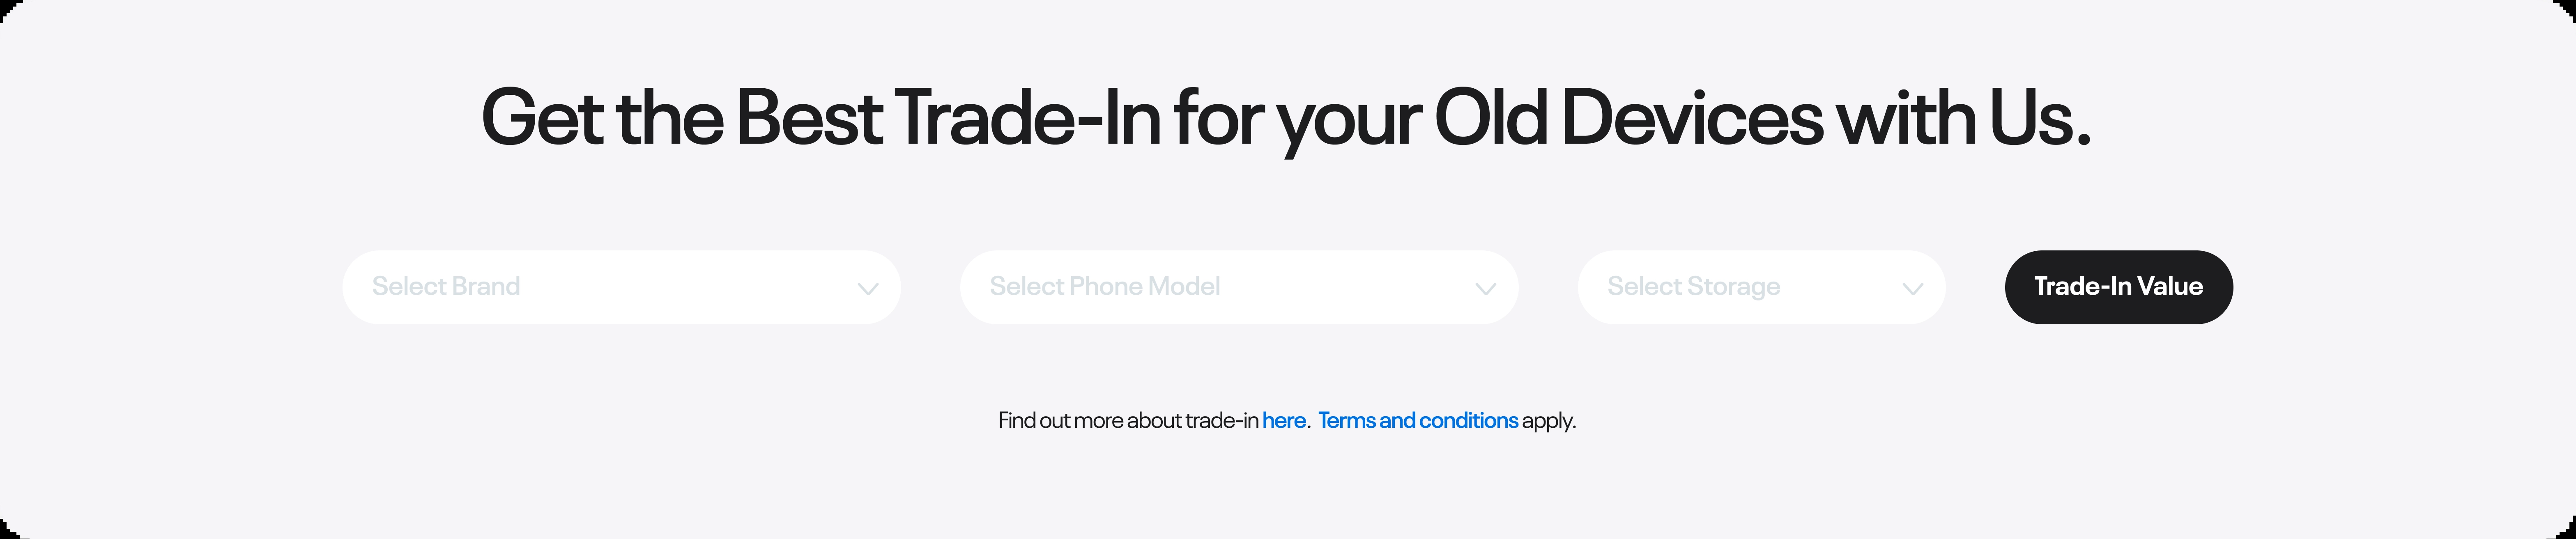 Get the Best Trade-In for your Old Devices with Us.
Select Brand
Select Phone Model
Select Storage
Trade-In Value
Find out more about trade-in here. Terms and conditions apply.